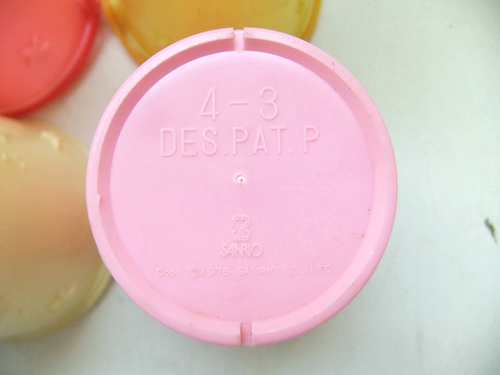 4-3
DES.PAT.P
SANRIO
Copr. ©1976 SANRIO CO., LTD.